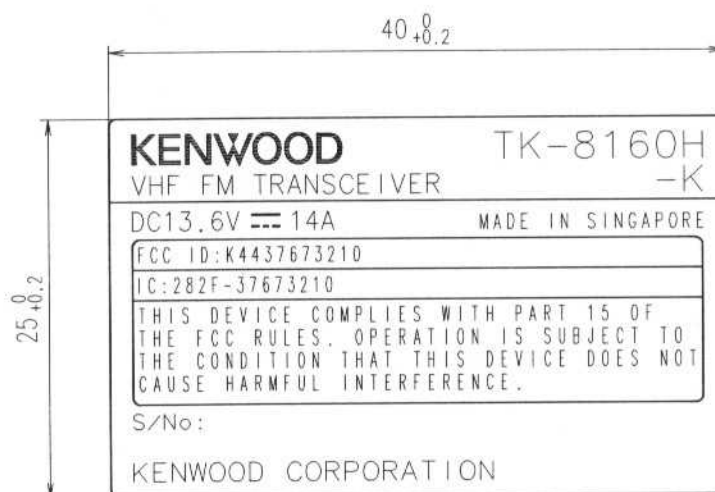 40 0 +0.2
25 0 +0.2
KENWOOD TK-8160H
VHF FM TRANSCEIVER -K
DC13.6V ⎓ 14A MADE IN SINGAPORE
FCC ID:K4437673210
IC:282F-37673210
THIS DEVICE COMPLIES WITH PART 15 OF
THE FCC RULES. OPERATION IS SUBJECT TO
THE CONDITION THAT THIS DEVICE DOES NOT
CAUSE HARMFUL INTERFERENCE.
S/No:
KENWOOD CORPORATION